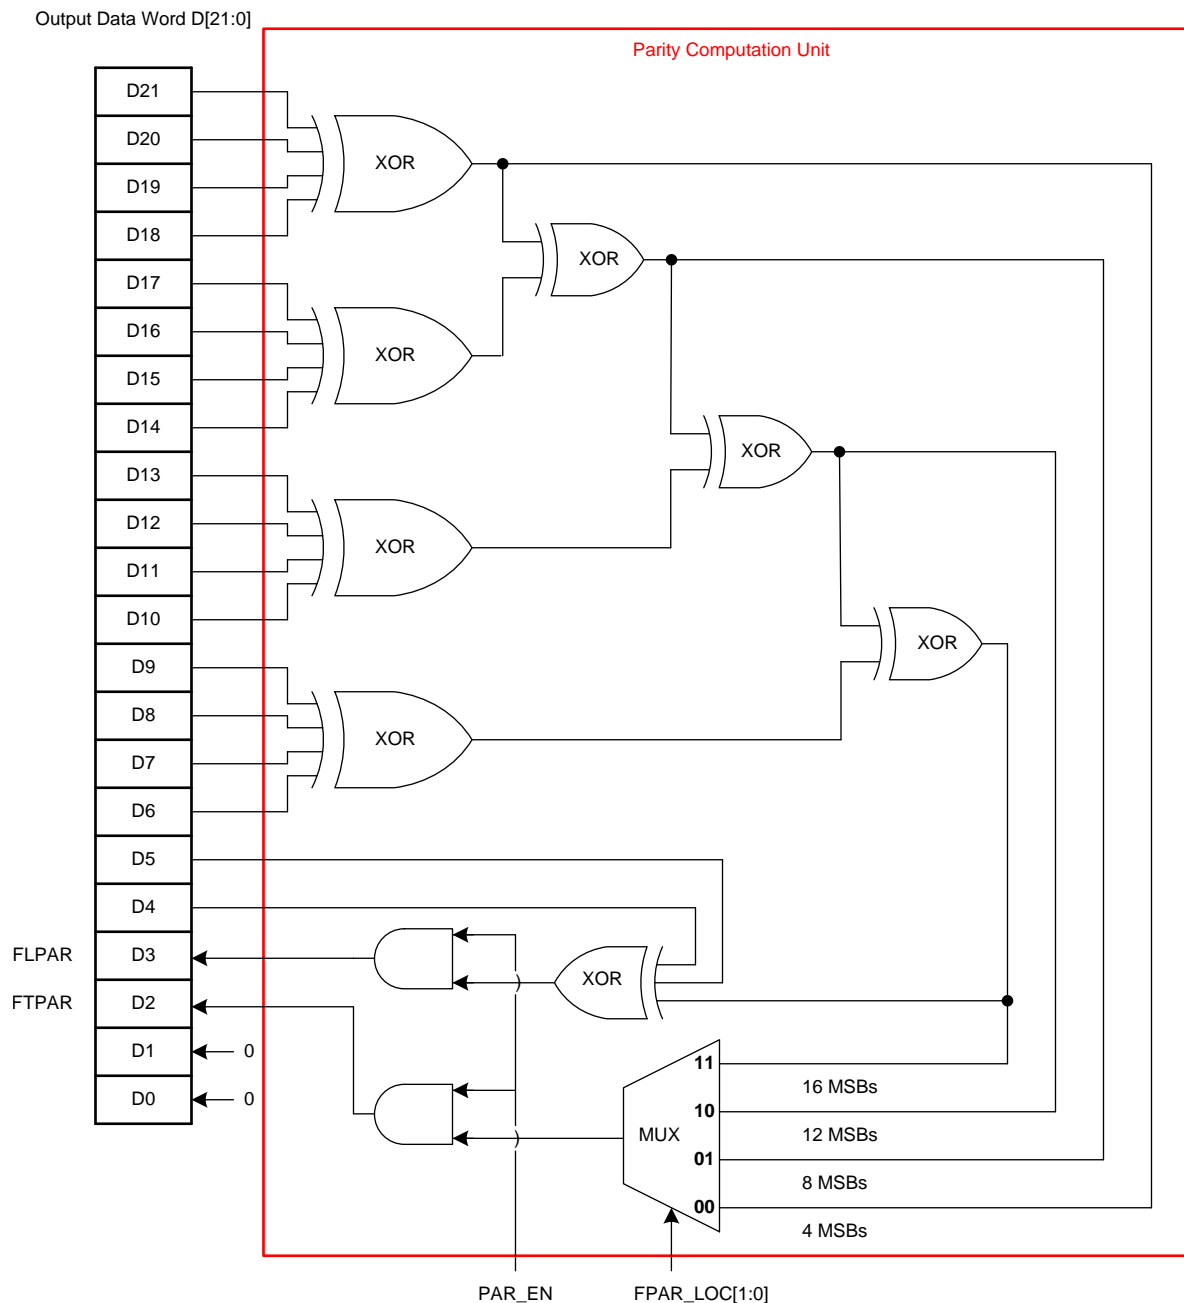 Output Data Word D[21:0]
Parity Computation Unit
D21
D20
XOR
D19
D18
D17
XOR
D16
D15
XOR
D14
D13
XOR
D12
D11
XOR
D10
D9
XOR
D8
D7
XOR
D6
D5
D4
FLPAR
D3
XOR
FTPAR
D2
D1
0
11
16 MSBs
D0
0
10
12 MSBs
MUX
01
8 MSBs
00
4 MSBs
PAR_EN
FPAR_LOC[1:0]